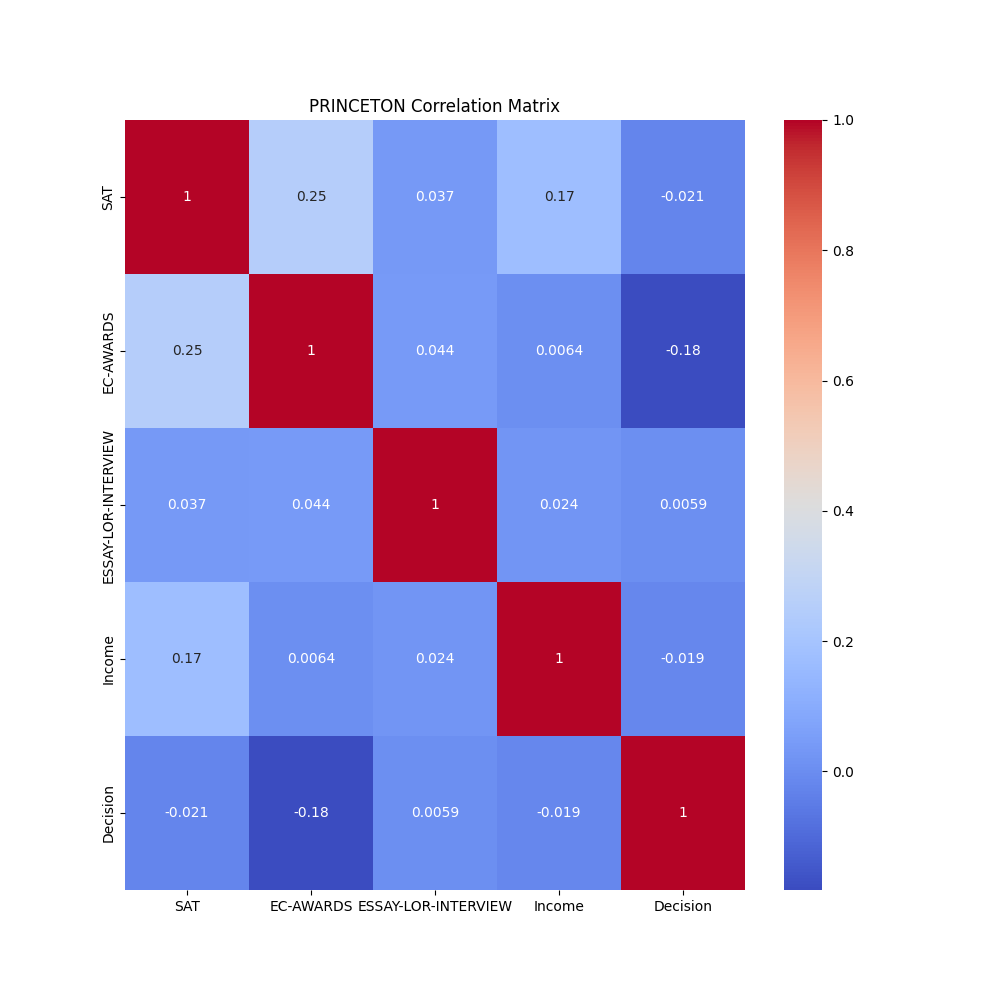 PRINCETON Correlation Matrix
SAT
1
0.25
0.037
0.17
-0.021
EC-AWARDS
0.25
1
0.044
0.0064
-0.18
ESSAY-LOR-INTERVIEW
0.037
0.044
1
0.024
0.0059
Income
0.17
0.0064
0.024
1
-0.019
Decision
-0.021
-0.18
0.0059
-0.019
1
SAT
EC-AWARDS
ESSAY-LOR-INTERVIEW
Income
Decision
1.0
0.8
0.6
0.4
0.2
0.0